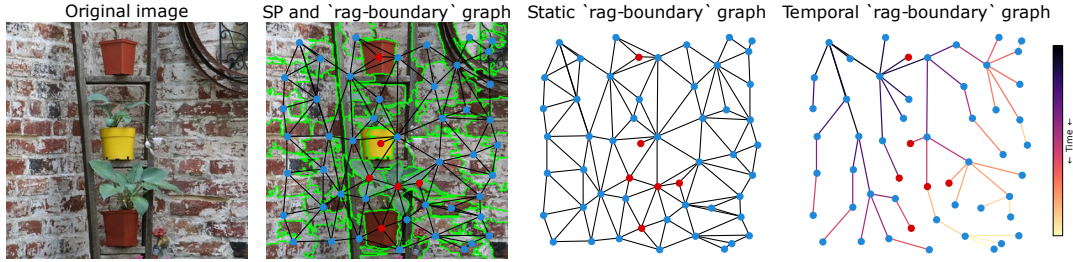 Original image
SP and `rag-boundary` graph
Static `rag-boundary` graph
Temporal `rag-boundary` graph
← Time ←